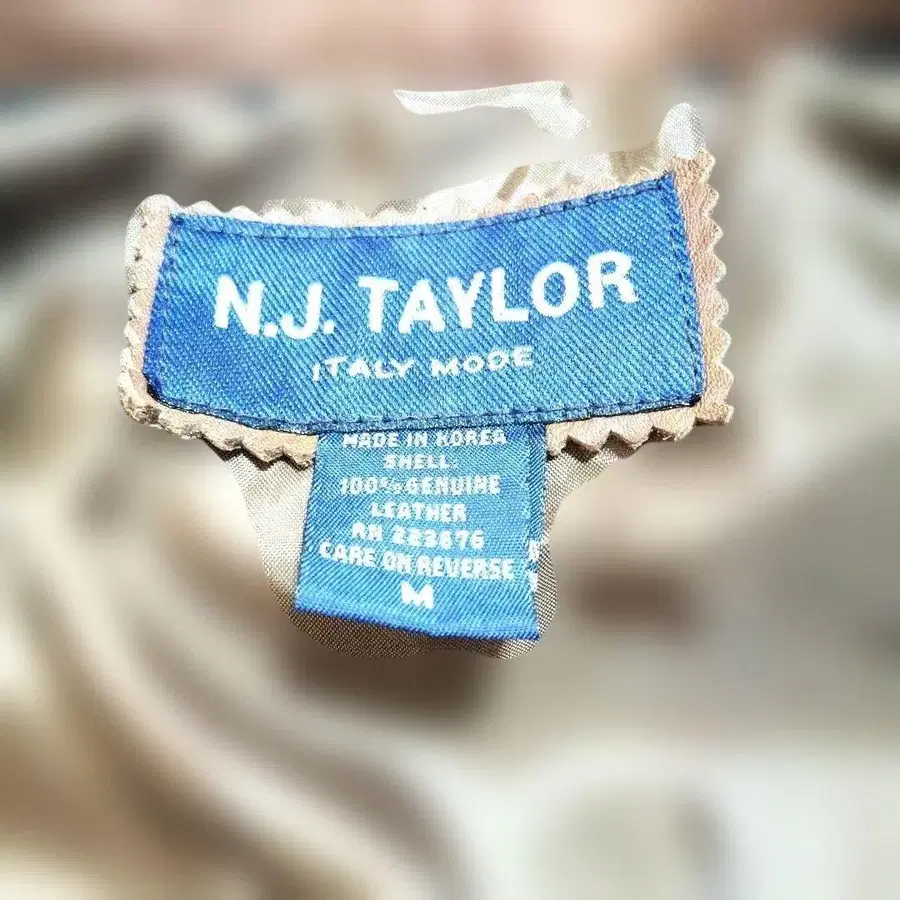 N.J. TAYLOR
ITALY MODE
MADE IN KOREA
SHELL:
100% GENUINE
LEATHER
RN 223876
CARE ON REVERSE
M